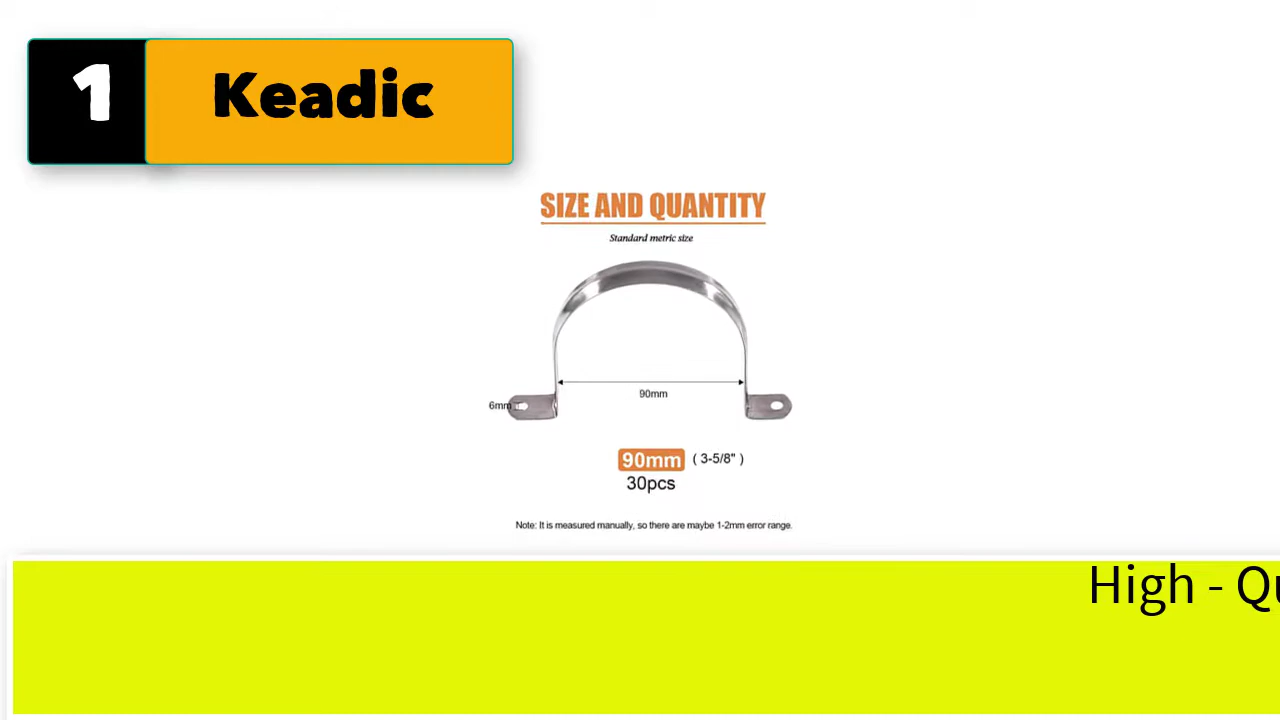 1 Keadic
SIZE AND QUANTITY
Standard metric size
90mm
6mm
90mm ( 3-5/8" )
30pcs
Note: It is measured manually, so there are maybe 1-2mm error range.
High -